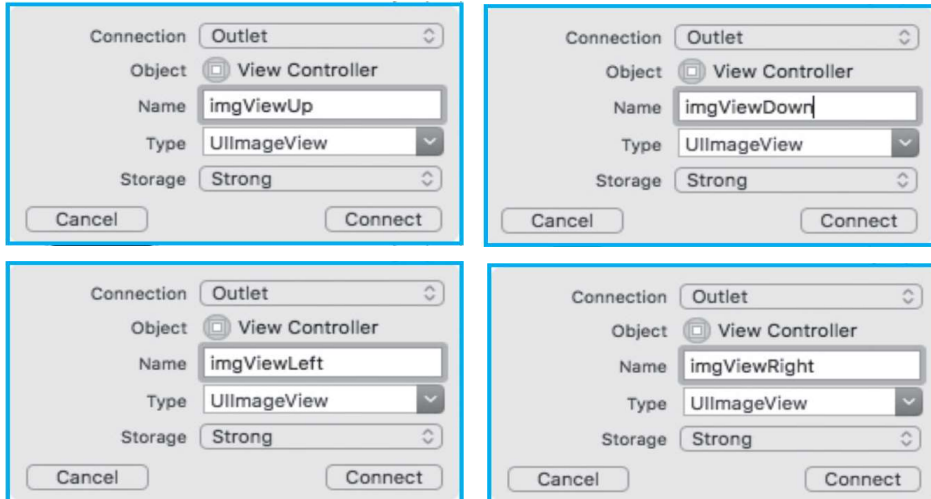 Connection Outlet
Object View Controller
Name imgViewUp
Type UIImageView
Storage Strong
Cancel Connect
Connection Outlet
Object View Controller
Name imgViewDown
Type UIImageView
Storage Strong
Cancel Connect
Connection Outlet
Object View Controller
Name imgViewLeft
Type UIImageView
Storage Strong
Cancel Connect
Connection Outlet
Object View Controller
Name imgViewRight
Type UIImageView
Storage Strong
Cancel Connect